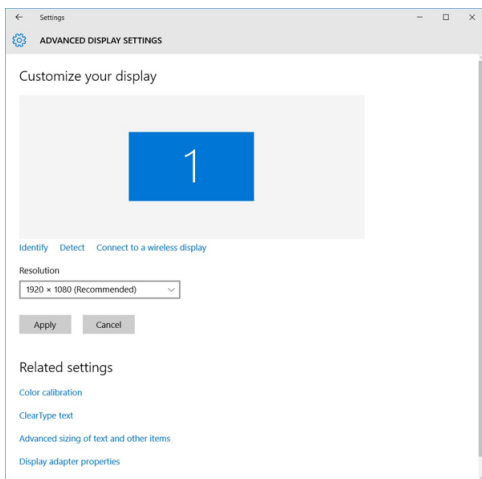 Settings
ADVANCED DISPLAY SETTINGS
Customize your display
1
Identify Detect Connect to a wireless display
Resolution
1920 × 1080 (Recommended)
Apply Cancel
Related settings
Color calibration
ClearType text
Advanced sizing of text and other items
Display adapter properties